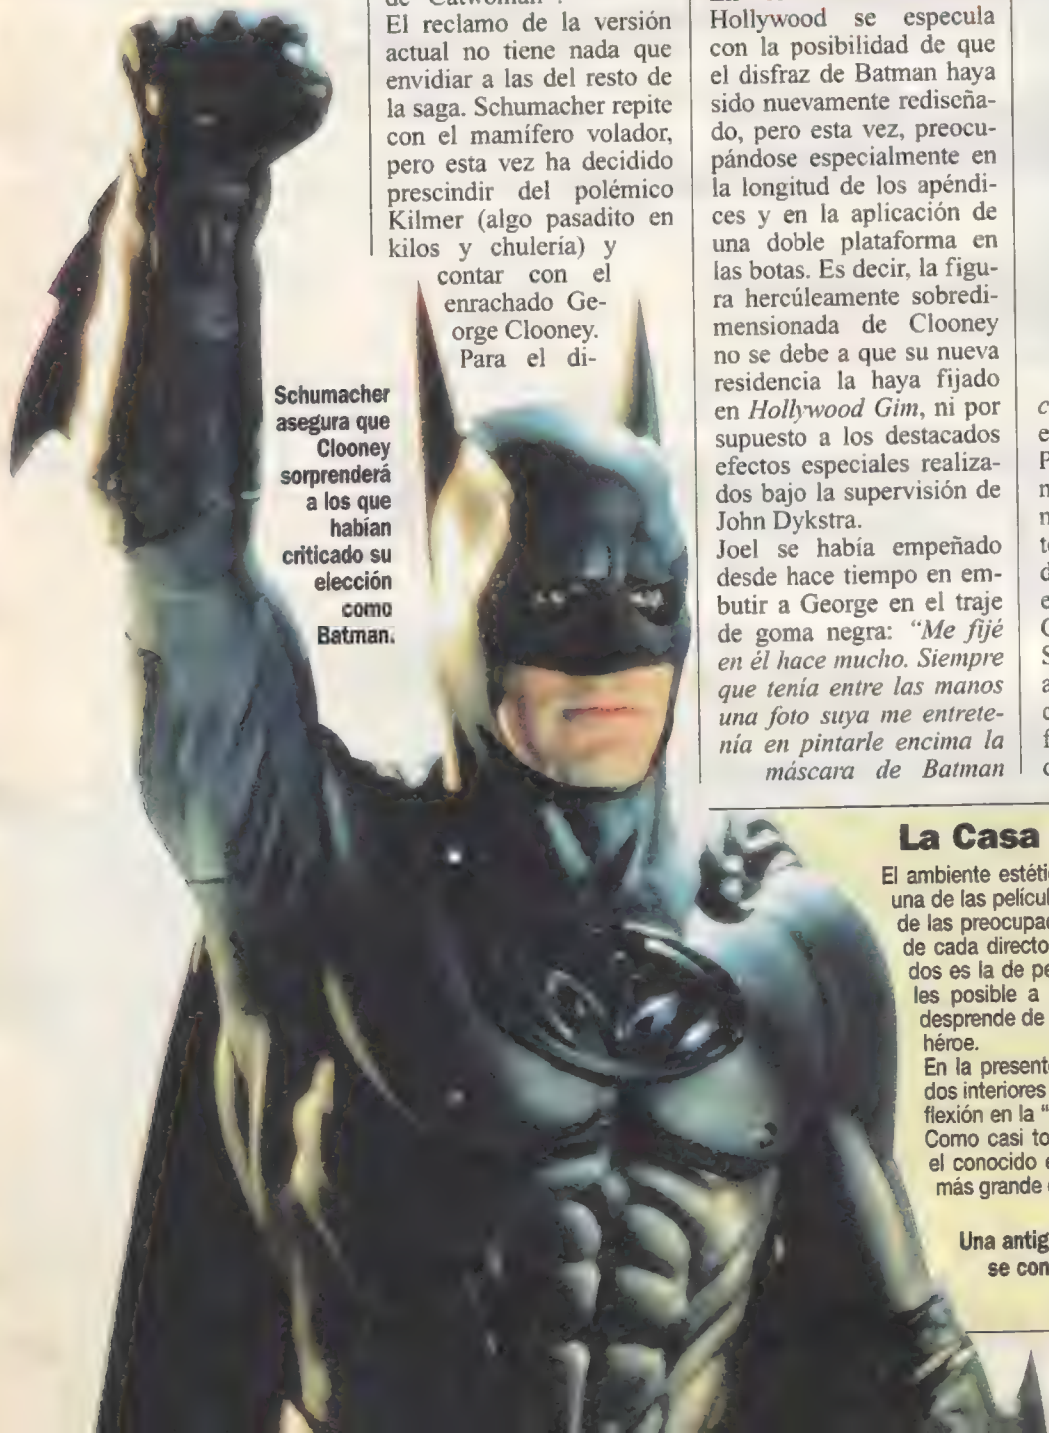 de "Catwoman".
El reclamo de la versión
actual no tiene nada que
envidiar a las del resto de
la saga. Schumacher repite
con el mamífero volador,
pero esta vez ha decidido
prescindir del polémico
Kilmer (algo pasadito en
kilos y chulería) y
contar con el
enrachado Ge-
orge Clooney.
Para el di-
Schumacher
asegura que
Clooney
sorprenderá
a los que
habían
criticado su
elección
como
Batman.
Hollywood se especula
con la posibilidad de que
el disfraz de Batman haya
sido nuevamente rediseña-
do, pero esta vez, preocu-
pándose especialmente en
la longitud de los apéndi-
ces y en la aplicación de
una doble plataforma en
las botas. Es decir, la figu-
ra hercúleamente sobredi-
mensionada de Clooney
no se debe a que su nueva
residencia la haya fijado
en Hollywood Gim, ni por
supuesto a los destacados
efectos especiales realiza-
dos bajo la supervisión de
John Dykstra.
Joel se había empeñado
desde hace tiempo en em-
butir a George en el traje
de goma negra: "Me fijé
en él hace mucho. Siempre
que tenía entre las manos
una foto suya me entrete-
nía en pintarle encima la
máscara de Batman
La Casa
El ambiente estéti
una de las películ
de las preocupa
de cada directo
dos es la de pe
les posible a
desprende de
héroe.
En la present
dos interiores
flexión en la "
Como casi to
el conocido e
más grande
Una antig
se con